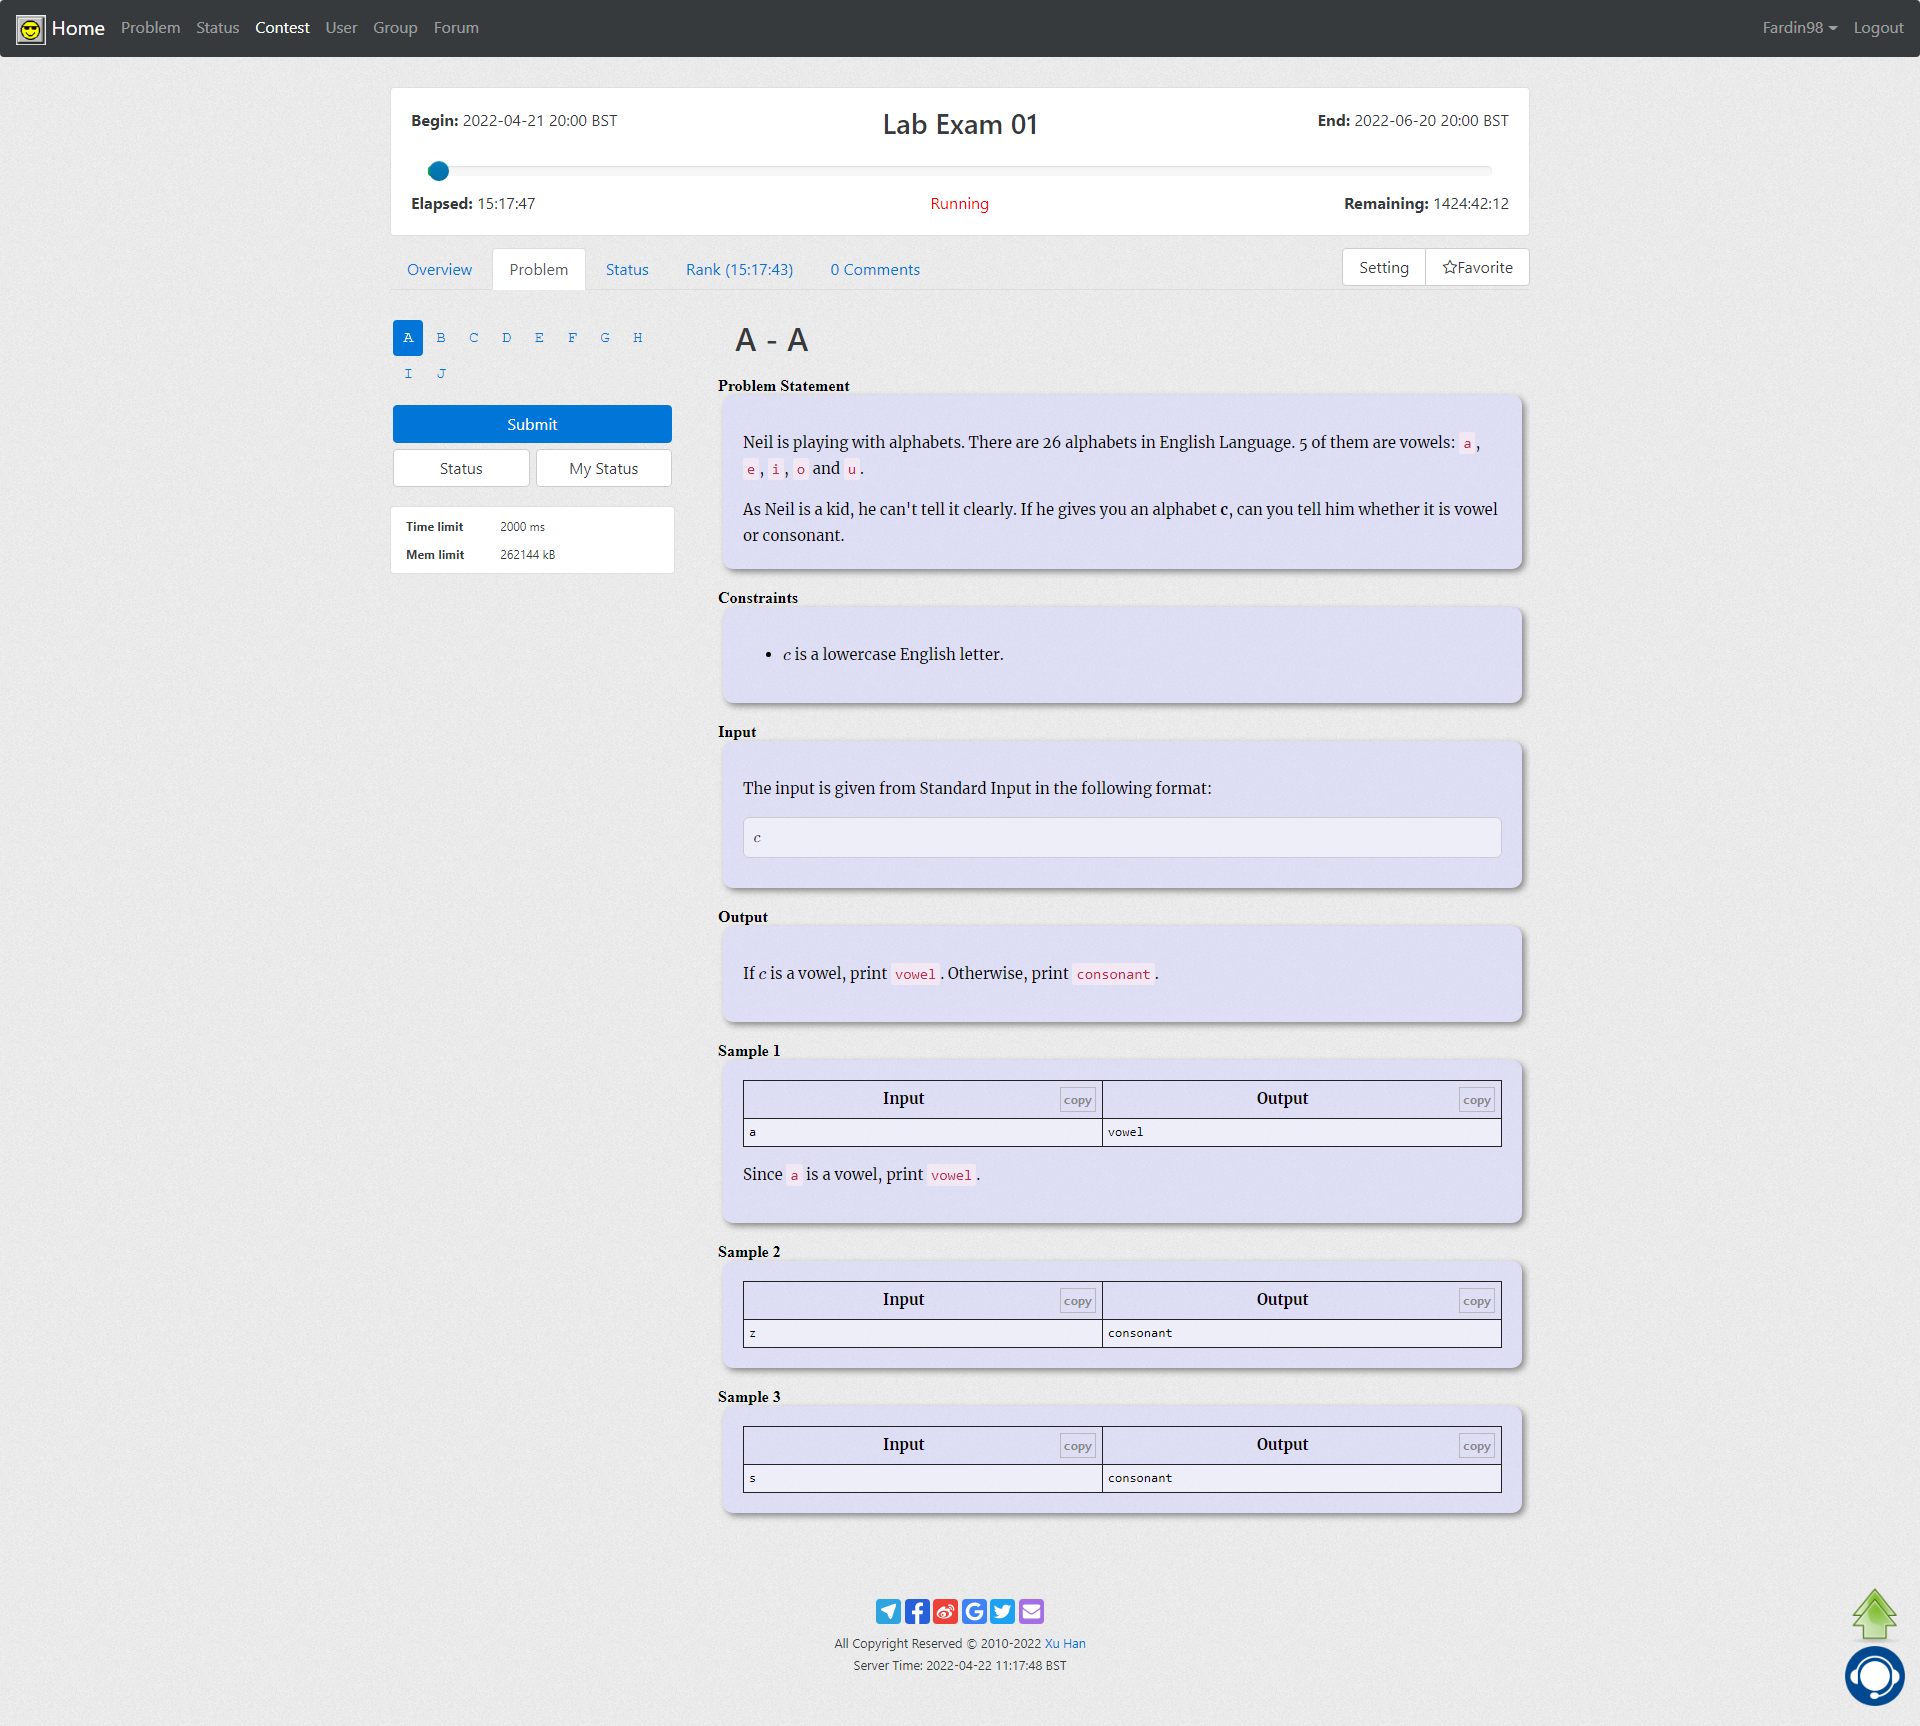 Home Problem Status Contest User Group Forum Fardin98 Logout
Begin: 2022-04-21 20:00 BST Lab Exam 01 End: 2022-06-20 20:00 BST
Elapsed: 15:17:47 Running Remaining: 1424:42:12
Overview Problem Status Rank (15:17:43) 0 Comments Setting Favorite
A B C D E F G H
I J
Submit
Status My Status
Time limit 2000 ms
Mem limit 262144 kB
A - A
Problem Statement
Neil is playing with alphabets. There are 26 alphabets in English Language. 5 of them are vowels: a ,
e , i , o and u .
As Neil is a kid, he can't tell it clearly. If he gives you an alphabet c, can you tell him whether it is vowel
or consonant.
Constraints
• c is a lowercase English letter.
Input
The input is given from Standard Input in the following format:
c
Output
If c is a vowel, print vowel . Otherwise, print consonant .
Sample 1
Input copy Output copy
a vowel
Since a is a vowel, print vowel .
Sample 2
Input copy Output copy
z consonant
Sample 3
Input copy Output copy
s consonant
All Copyright Reserved © 2010-2022 Xu Han
Server Time: 2022-04-22 11:17:48 BST